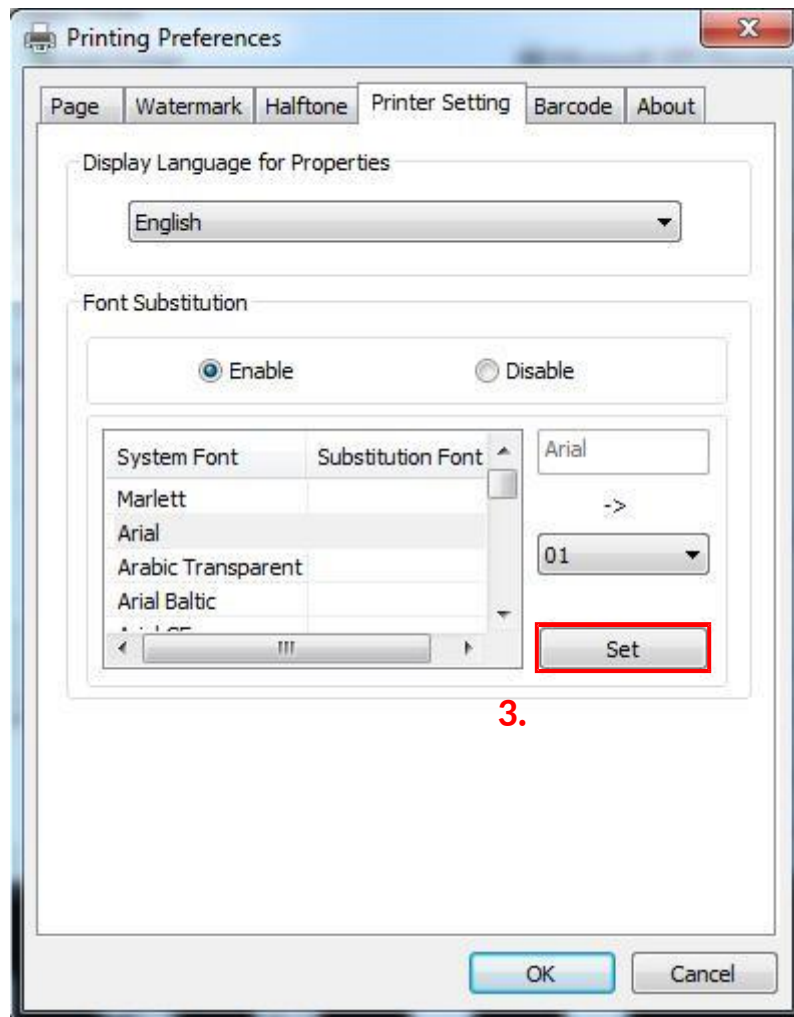 Printing Preferences
Page Watermark Halftone Printer Setting Barcode About
Display Language for Properties
English
Font Substitution
Enable Disable
System Font Substitution Font Arial
Marlett ->
Arial
Arabic Transparent 01
Arial Baltic
Set
3.
OK Cancel